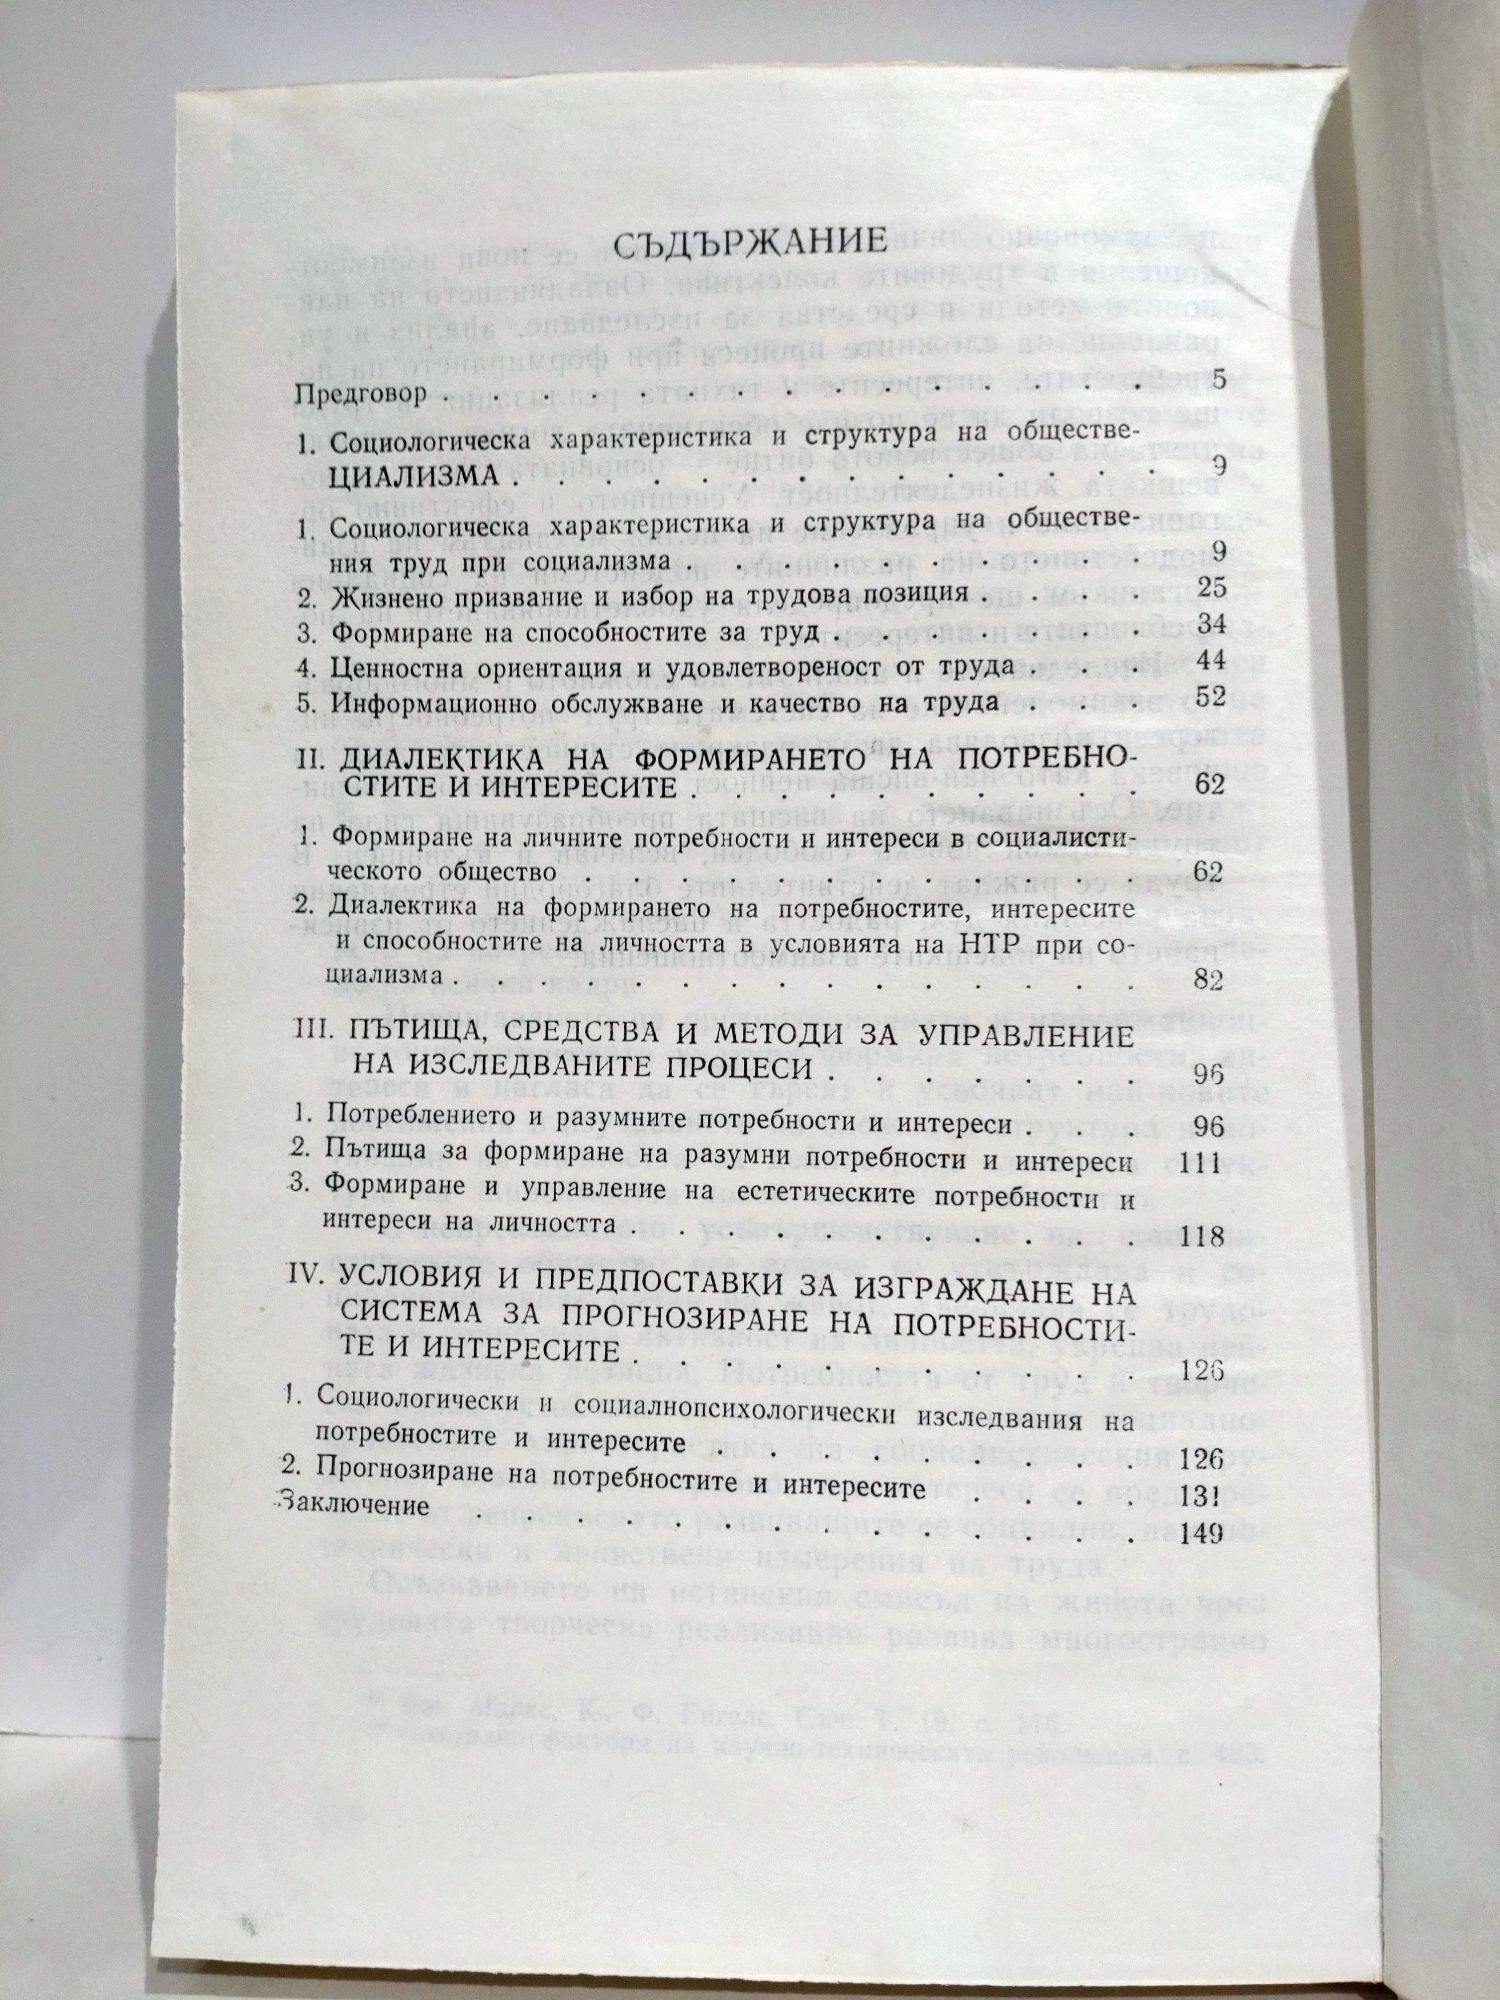 СЪДЪРЖАНИЕ
Предговор . . . . . . . . . . . . . . . 5
1. Социологическа характеристика и структура на обществе-
ЦИАЛИЗМА . . . . . . . . . . . . . 9
1. Социологическа характеристика и структура на обществе-
ния труд при социализма . . . . . . . . . . 9
2. Жизнено призвание и избор на трудова позиция . . . . 25
3. Формиране на способностите за труд . . . . . . . 34
4. Ценностна ориентация и удовлетвореност от труда . . . 44
5. Информационно обслужване и качество на труда . . . 52
II. ДИАЛЕКТИКА НА ФОРМИРАНЕТО НА ПОТРЕБНО-
СТИТЕ И ИНТЕРЕСИТЕ . . . . . . . . . . 62
1. Формиране на личните потребности и интереси в социалисти-
ческото общество . . . . . . . . . . . . 62
2. Диалектика на формирането на потребностите, интересите
и способностите на личността в условията на НТР при со-
циализма . . . . . . . . . . . . . . . 82
III. ПЪТИЩА, СРЕДСТВА И МЕТОДИ ЗА УПРАВЛЕНИЕ
НА ИЗСЛЕДВАНИТЕ ПРОЦЕСИ . . . . . . . 96
1. Потреблението и разумните потребности и интереси . . . 96
2. Пътища за формиране на разумни потребности и интереси 111
3. Формиране и управление на естетическите потребности и
интереси на личността . . . . . . . . . . . 118
IV. УСЛОВИЯ И ПРЕДПОСТАВКИ ЗА ИЗГРАЖДАНЕ НА
СИСТЕМА ЗА ПРОГНОЗИРАНЕ НА ПОТРЕБНОСТИ-
ТЕ И ИНТЕРЕСИТЕ . . . . . . . . . . . 126
1. Социологически и социалнопсихологически изследвания на
потребностите и интересите . . . . . . . . . 126
2. Прогнозиране на потребностите и интересите . . . . 131
Заключение . . . . . . . . . . . . . . 149